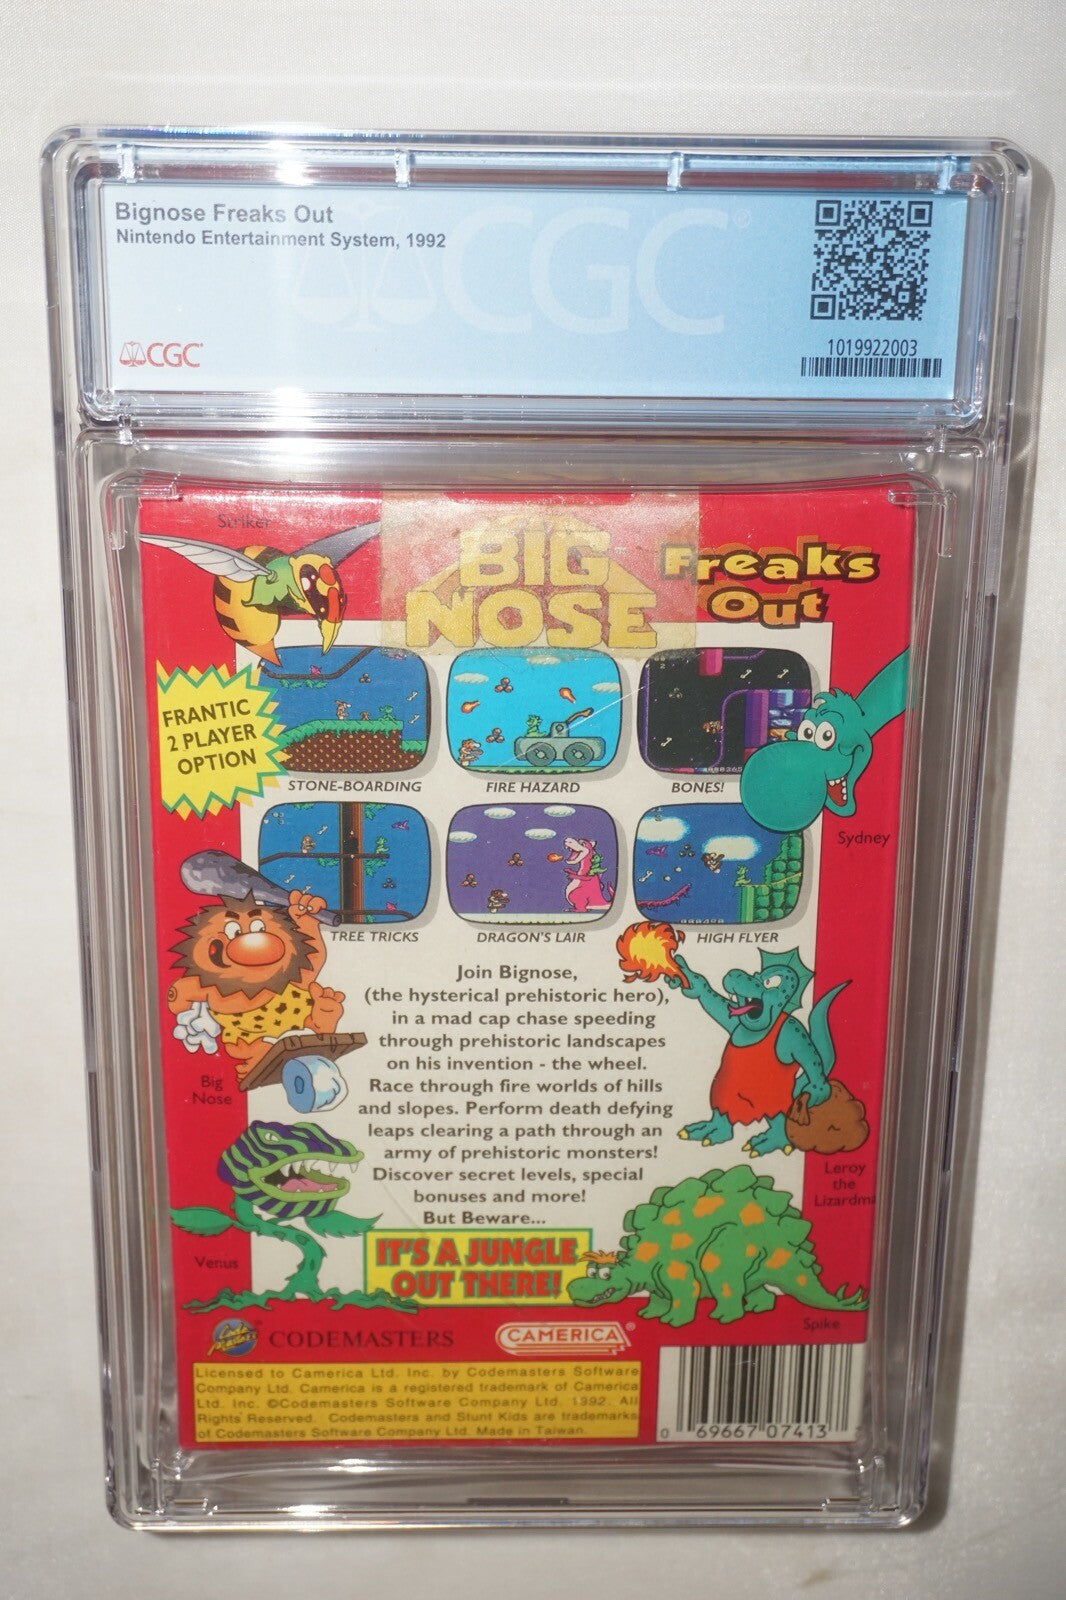 Bignose Freaks Out
Nintendo Entertainment System, 1992
CGC
CGC
1019922003
Striker
BIG NOSE
Freaks Out
FRANTIC
2 PLAYER
OPTION
STONE-BOARDING
FIRE HAZARD
BONES!
Sydney
TREE TRICKS
DRAGON'S LAIR
HIGH FLYER
Join Bignose,
(the hysterical prehistoric hero),
in a mad cap chase speeding
through prehistoric landscapes
on his invention - the wheel.
Race through fire worlds of hills
and slopes. Perform death defying
leaps clearing a path through an
army of prehistoric monsters!
Discover secret levels, special
bonuses and more!
But Beware...
IT'S A JUNGLE
OUT THERE!
Big
Nose
Leroy
the
Lizardma
Venus
Spike
CODEMASTERS
CAMERICA®
Licensed to Camerica Ltd. Inc. by Codemasters Software
Company Ltd. Camerica is a registered trademark of Camerica
Ltd. Inc. ©Codemasters Software Company Ltd. 1992. All
Rights Reserved. Codemasters and Stunt Kids are trademarks
of Codemasters Software Company Ltd. Made in Taiwan.
0 69667 07413